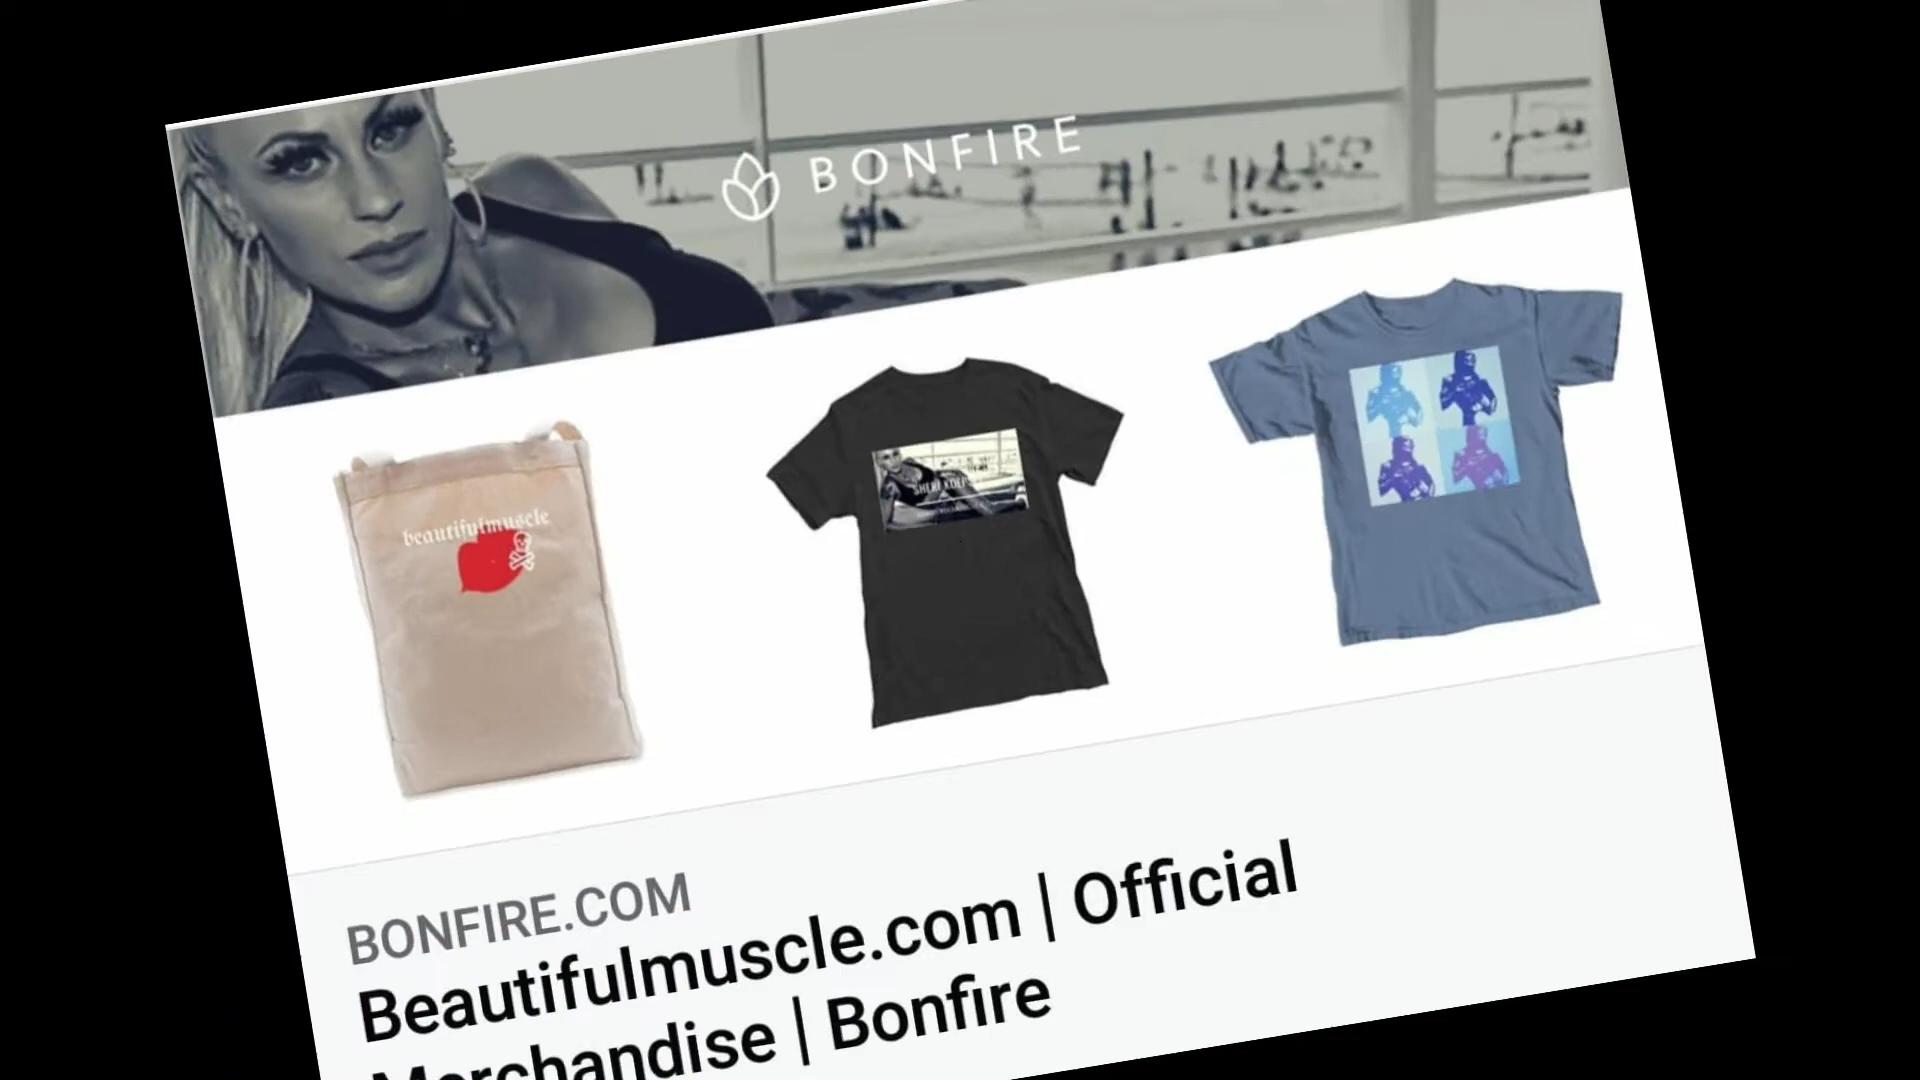 BONFIRE
beautifulmuscle
BONFIRE.COM
Beautifulmuscle.com | Official
Merchandise | Bonfire